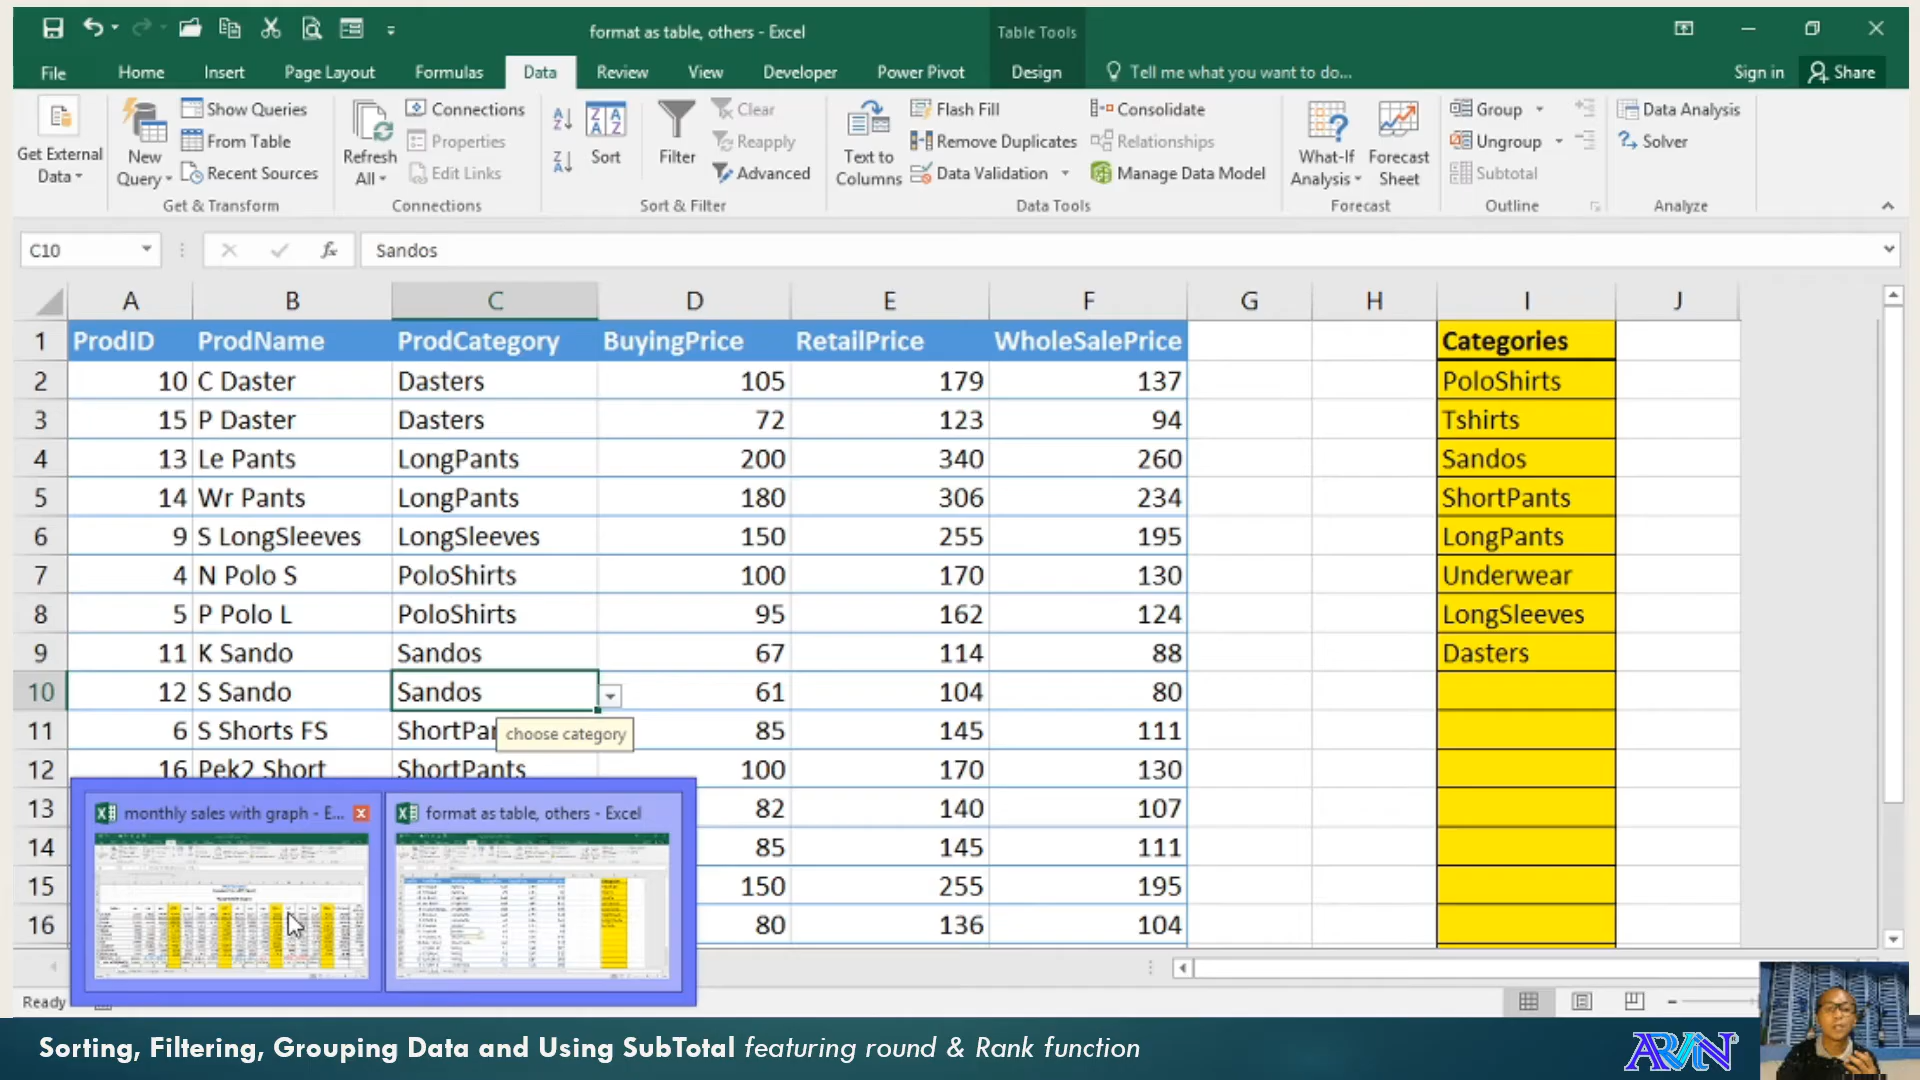 format as table, others - Excel
Table Tools
File Home Insert Page Layout Formulas Data Review View Developer Power Pivot Design Tell me what you want to do... Sign in Share
Get External Data
New Query
Show Queries
From Table
Recent Sources
Get & Transform
Refresh All
Connections
Properties
Edit Links
Connections
Sort
Filter
Clear
Reapply
Advanced
Sort & Filter
Text to Columns
Flash Fill
Remove Duplicates
Data Validation
Consolidate
Relationships
Manage Data Model
Data Tools
What-If Analysis
Forecast Sheet
Forecast
Group
Ungroup
Subtotal
Outline
Data Analysis
Solver
Analyze
C10 fx Sandos
A B C D E F G H I J
1 ProdID ProdName ProdCategory BuyingPrice RetailPrice WholeSalePrice Categories
2 10 C Daster Dasters 105 179 137 PoloShirts
3 15 P Daster Dasters 72 123 94 Tshirts
4 13 Le Pants LongPants 200 340 260 Sandos
5 14 Wr Pants LongPants 180 306 234 ShortPants
6 9 S LongSleeves LongSleeves 150 255 195 LongPants
7 4 N Polo S PoloShirts 100 170 130 Underwear
8 5 P Polo L PoloShirts 95 162 124 LongSleeves
9 11 K Sando Sandos 67 114 88 Dasters
10 12 S Sando Sandos 61 104 80
11 6 S Shorts FS ShortPa 85 145 111
choose category
12 16 Pek2 Short ShortPants 100 170 130
13 82 140 107
14 85 145 111
15 150 255 195
16 80 136 104
monthly sales with graph - E...
format as table, others - Excel
Ready
Sorting, Filtering, Grouping Data and Using SubTotal featuring round & Rank function
ARVIN